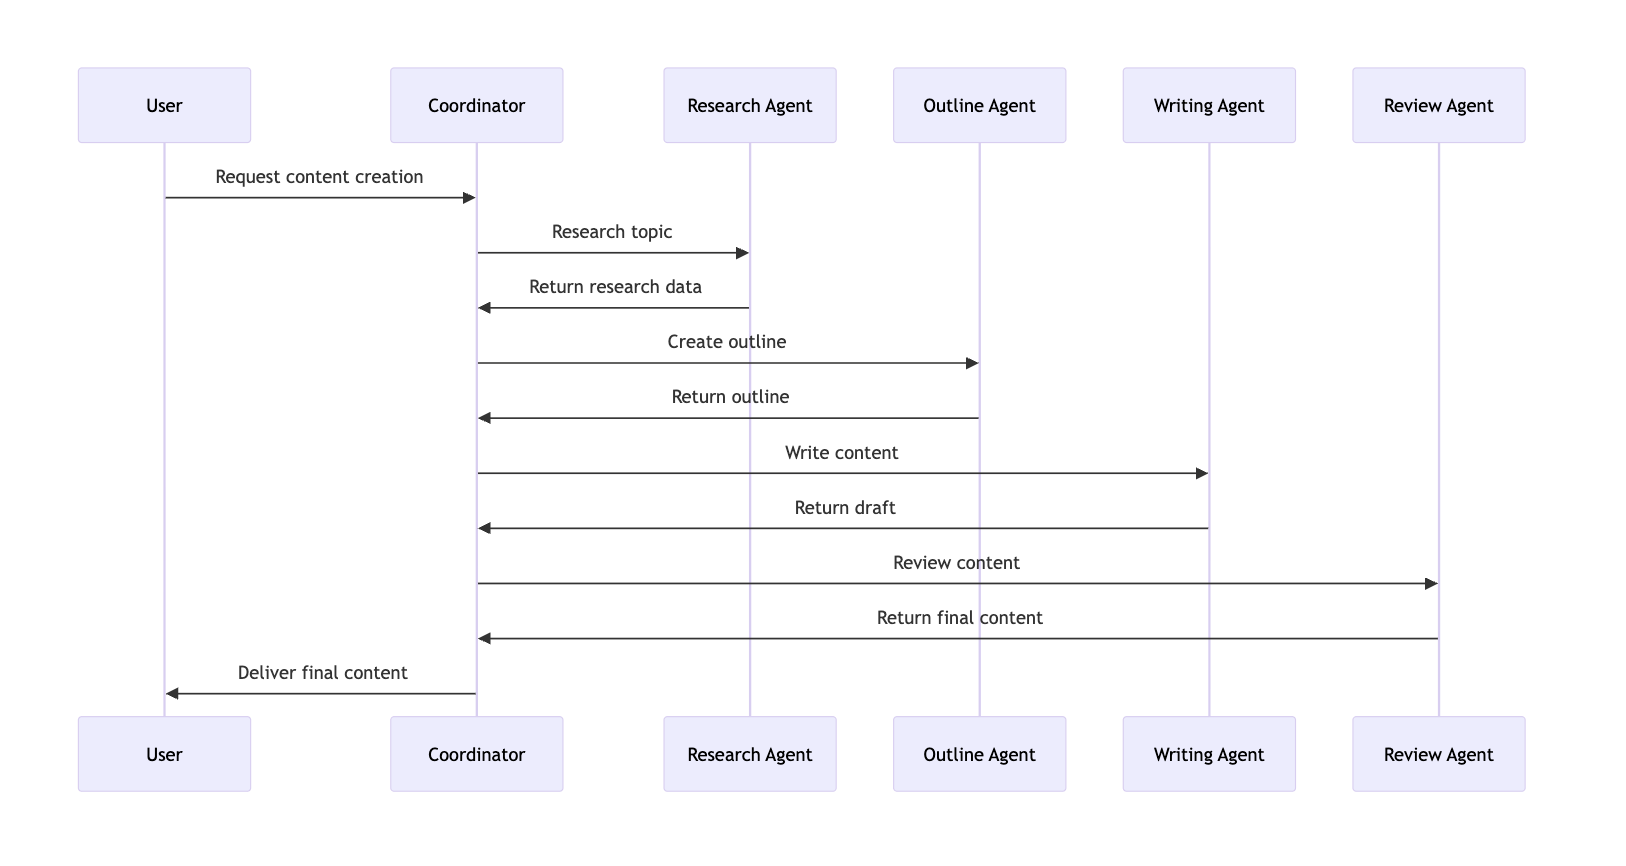 User
Coordinator
Research Agent
Outline Agent
Writing Agent
Review Agent
Request content creation
Research topic
Return research data
Create outline
Return outline
Write content
Return draft
Review content
Return final content
Deliver final content
User
Coordinator
Research Agent
Outline Agent
Writing Agent
Review Agent